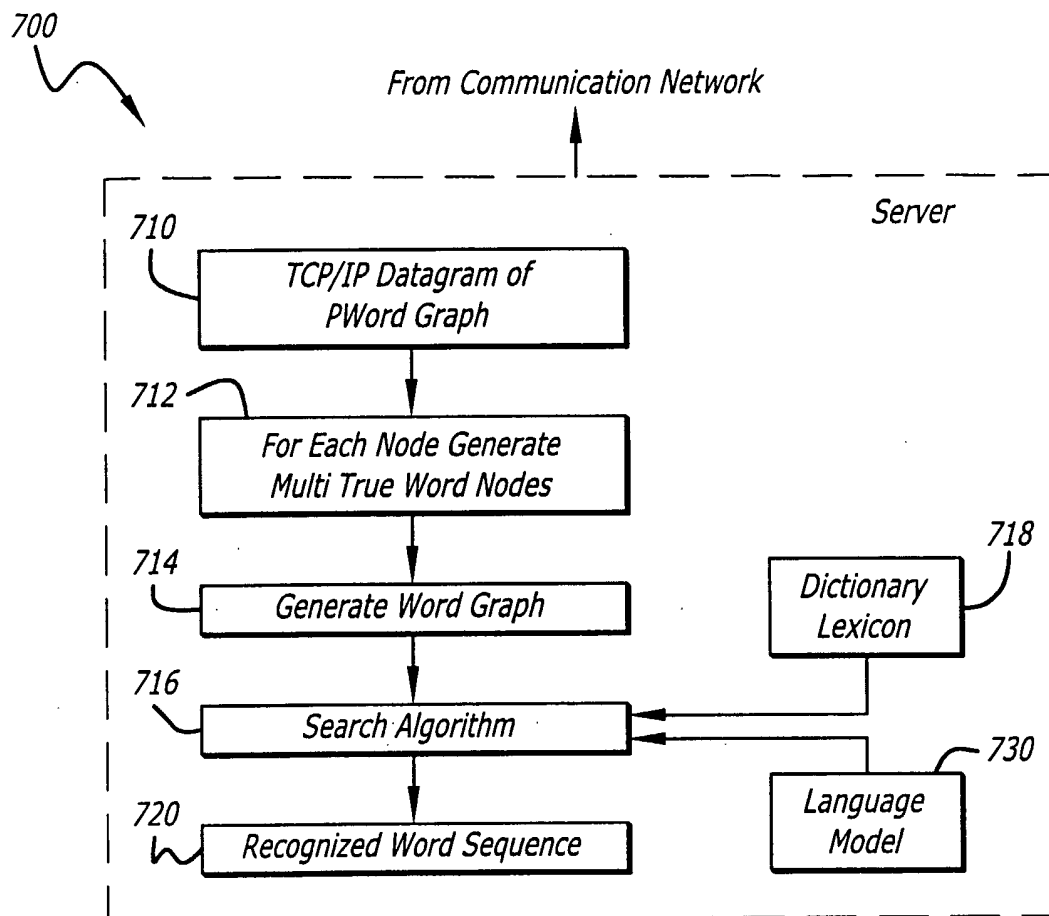 700
From Communication Network
Server
710
TCP/IP Datagram of
PWord Graph
712
For Each Node Generate
Multi True Word Nodes
714
Generate Word Graph
718
Dictionary
Lexicon
716
Search Algorithm
730
Language
Model
720
Recognized Word Sequence